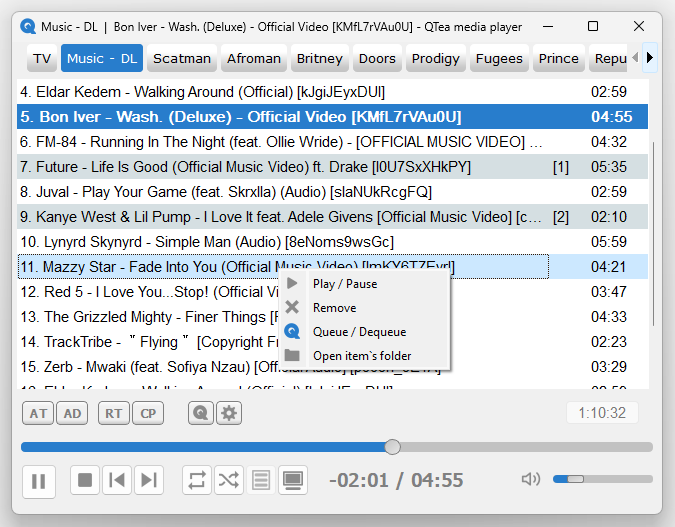 Music - DL | Bon Iver - Wash. (Deluxe) - Official Video [KMfL7rVAu0U] - QTea media player
TV Music - DL Scatman Afroman Britney Doors Prodigy Fugees Prince Repu
4. Eldar Kedem - Walking Around (Official) [kJgiJEyxDUI] 02:59
5. Bon Iver - Wash. (Deluxe) - Official Video [KMfL7rVAu0U] 04:55
6. FM-84 - Running In The Night (feat. Ollie Wride) - [OFFICIAL MUSIC VIDEO] ... 04:32
7. Future - Life Is Good (Official Music Video) ft. Drake [l0U7SxXHkPY] [1] 05:35
8. Juval - Play Your Game (feat. Skrxlla) (Audio) [slaNUkRcgFQ] 02:59
9. Kanye West & Lil Pump - I Love It feat. Adele Givens [Official Music Video] [c... [2] 02:10
10. Lynyrd Skynyrd - Simple Man (Audio) [8eNoms9wsGc] 05:59
11. Mazzy Star - Fade Into You (Official Music Video) 04:21
12. Red 5 - I Love You...Stop! (Official Vi 03:47
13. The Grizzled Mighty - Finer Things [F 04:33
14. TrackTribe - " Flying " [Copyright Fr 03:23
15. Zerb - Mwaki (feat. Sofiya Nzau) [Official Audio] 02:39
Play / Pause
Remove
Queue / Dequeue
Open item`s folder
AT AD RT CP Q 1:10:32
-02:01 / 04:55